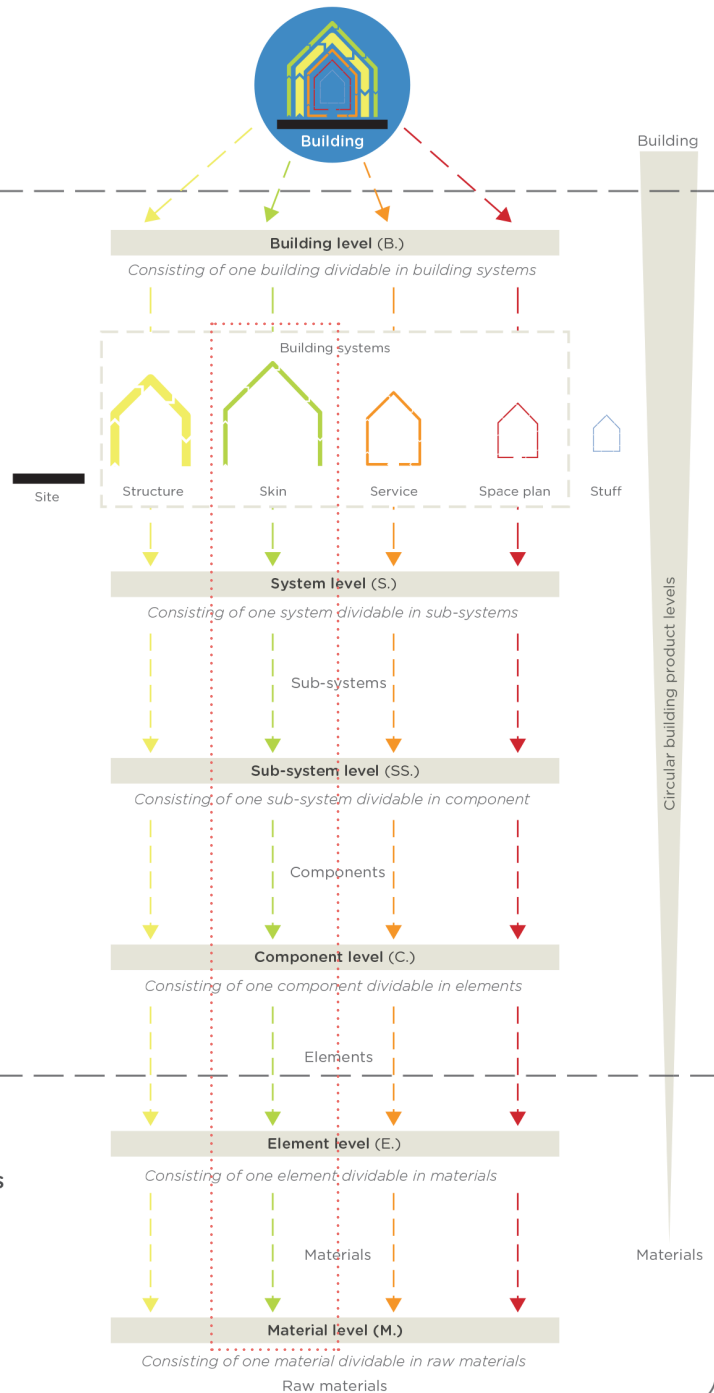 Building
Building
Building level (B.)
Consisting of one building dividable in building systems
Building systems
Site
Structure
Skin
Service
Space plan
Stuff
System level (S.)
Consisting of one system dividable in sub-systems
Circular building product levels
Sub-systems
Sub-system level (SS.)
Consisting of one sub-system dividable in component
Components
Component level (C.)
Consisting of one component dividable in elements
Elements
Element level (E.)
Consisting of one element dividable in materials
s
Materials
Materials
Material level (M.)
Consisting of one material dividable in raw materials
Raw materials